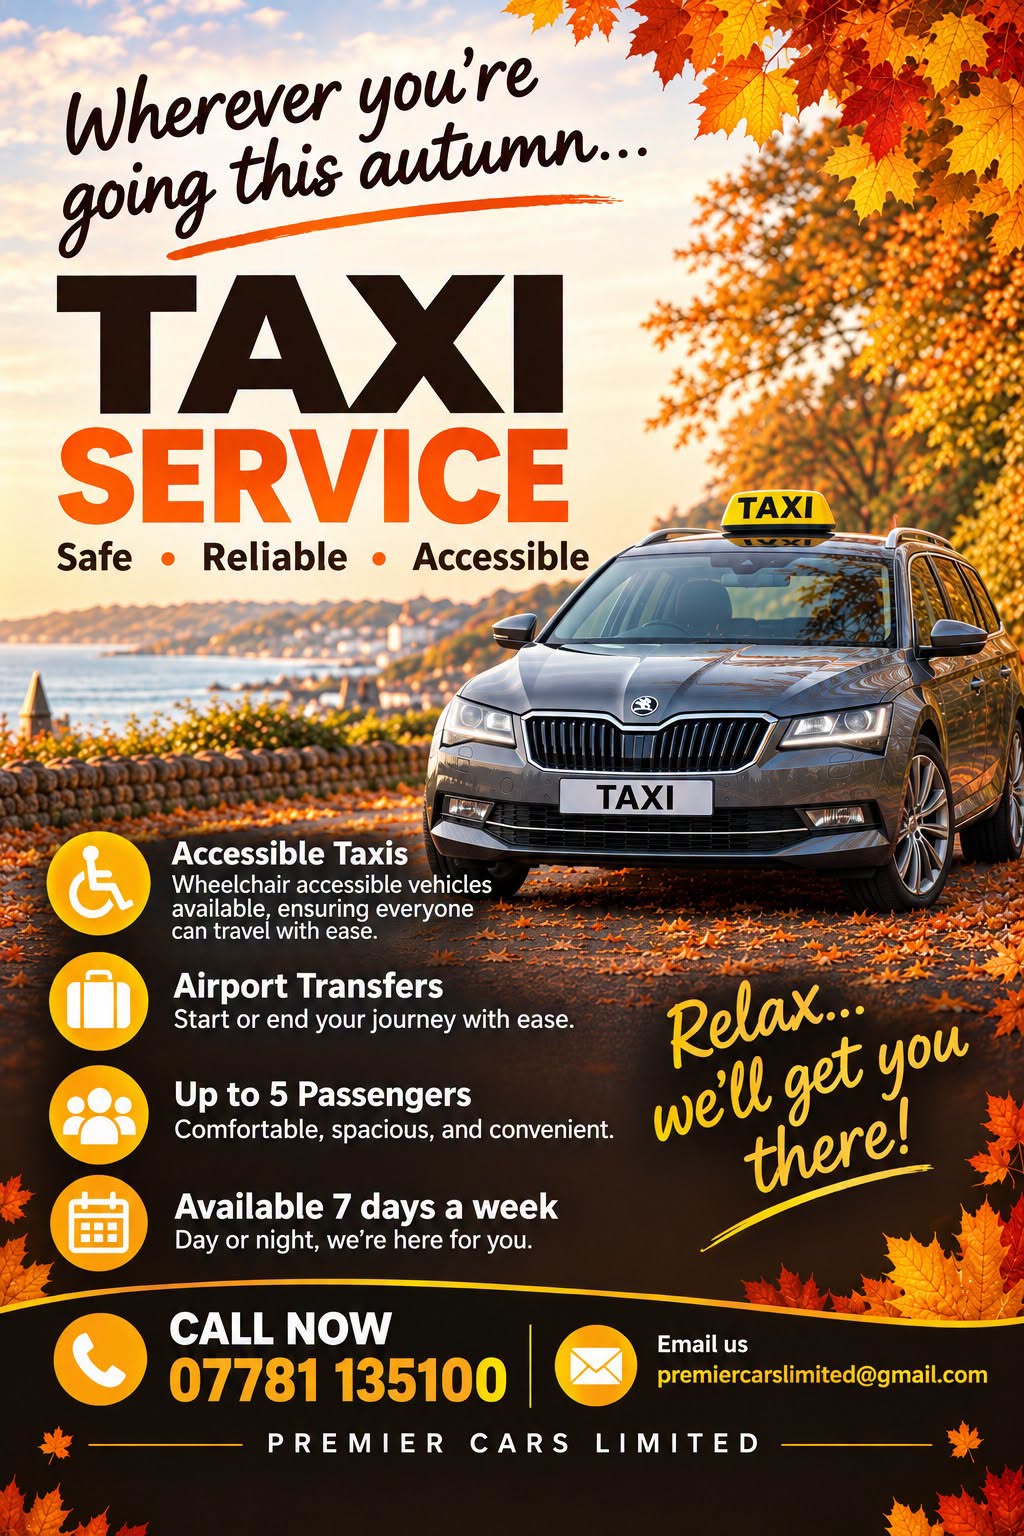 Wherever you're
going this autumn...
TAXI
SERVICE
Safe • Reliable • Accessible
TAXI
TAXI
Accessible Taxis
Wheelchair accessible vehicles
available, ensuring everyone
can travel with ease.
Airport Transfers
Start or end your journey with ease.
Up to 5 Passengers
Comfortable, spacious, and convenient.
Available 7 days a week
Day or night, we're here for you.
Relax...
we'll get you
there!
CALL NOW
07781 135100
Email us
premiercarslimited@gmail.com
PREMIER CARS LIMITED